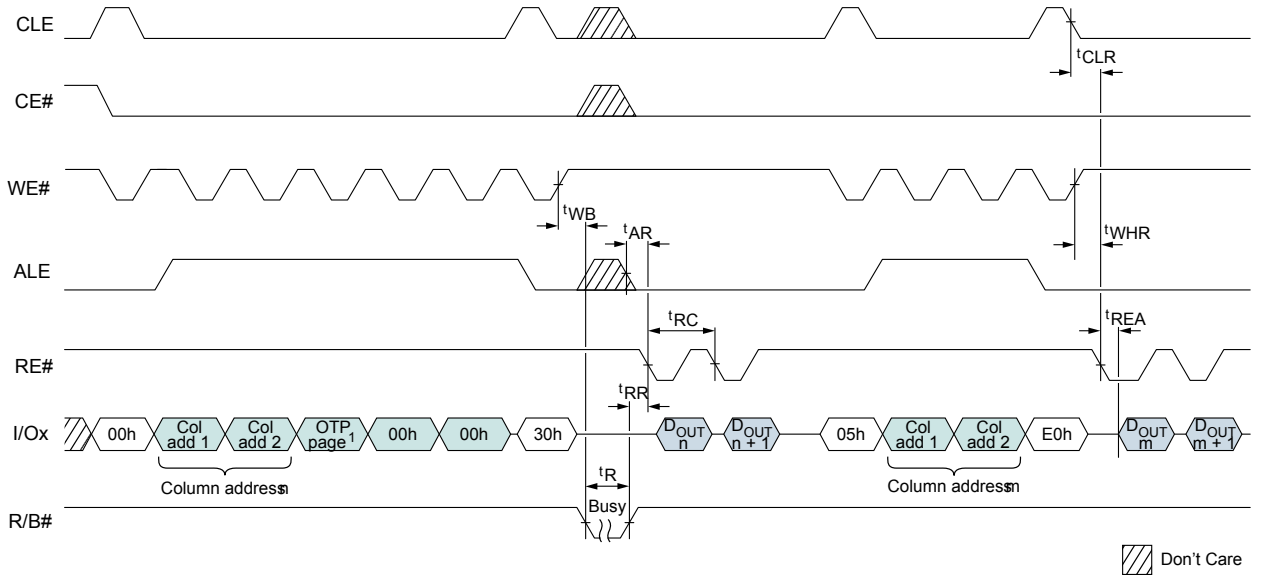 CLE
tCLR
CE#
WE#
tWB
tAR
tWHR
ALE
tRC
tREA
RE#
tRR
I/Ox
00h
Col add 1
Col add 2
OTP page1
00h
00h
30h
DOUT n
DOUT n + 1
05h
Col add 1
Col add 2
E0h
DOUT m
DOUT m + 1
Column address n
tR
Column address m
Busy
R/B#
Don't Care